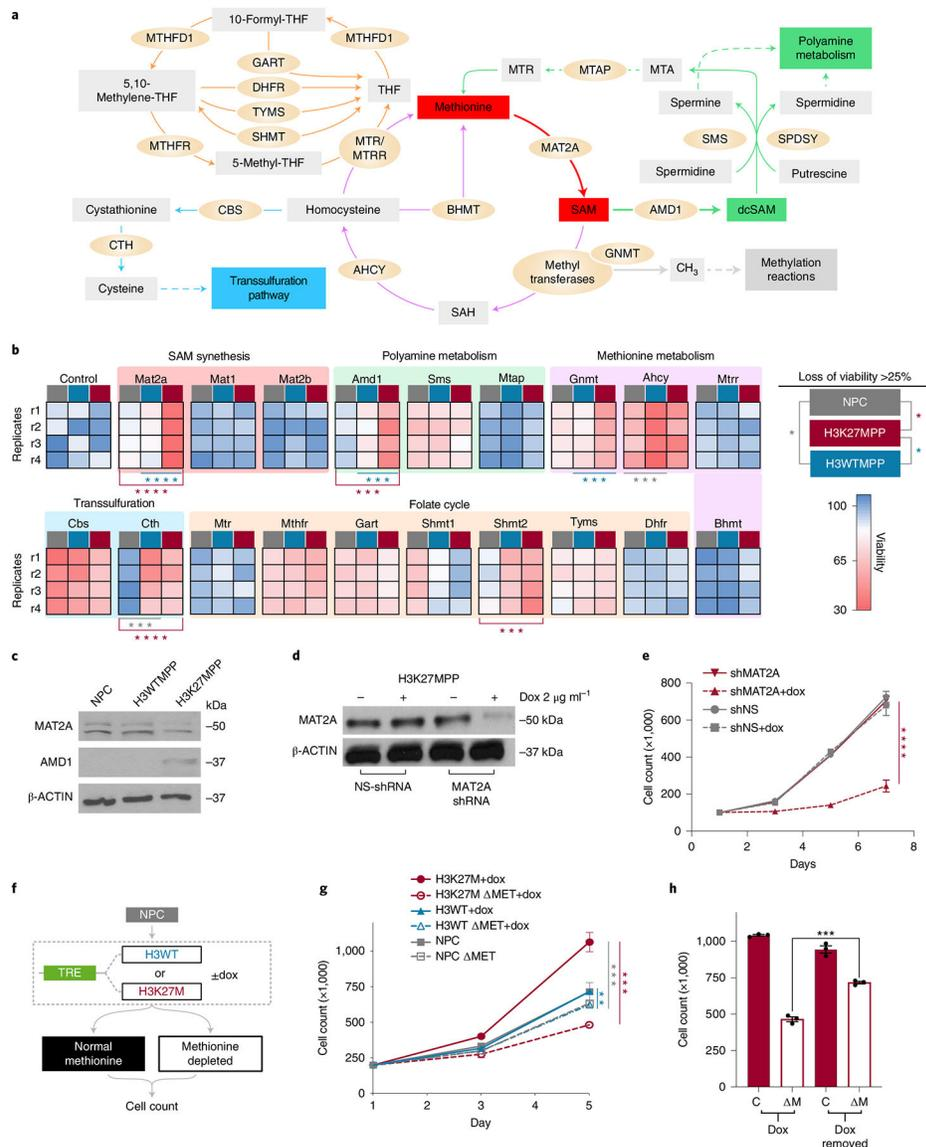 a
10-Formyl-THF
MTHFD1
MTHFD1
GART
5,10-
Methylene-THF
DHFR
THF
TYMS
SHMT
MTHFR
5-Methyl-THF
MTR/
MTRR
Methionine
MTR
MTAP
MTA
Polyamine
metabolism
Spermine
Spermidine
SMS
SPDSY
Spermidine
Putrescine
MAT2A
Cystathionine
CBS
Homocysteine
BHMT
SAM
AMD1
dcSAM
CTH
Cysteine
Transsulfuration
pathway
AHCY
SAH
Methyl
transferases
GNMT
CH3
Methylation
reactions
b
SAM synethesis
Polyamine metabolism
Methionine metabolism
Control
Mat2a
Mat1
Mat2b
Amd1
Sms
Mtap
Gnmt
Ahcy
Mtrr
Replicates
r1
r2
r3
r4
* * * *
* * * *
* * *
* * *
* * *
* * *
Loss of viability >25%
NPC
H3K27MPP
H3WTMPP
*
*
*
Transsulfuration
Folate cycle
Cbs
Cth
Mtr
Mthfr
Gart
Shmt1
Shmt2
Tyms
Dhfr
Bhmt
Replicates
r1
r2
r3
r4
* * *
* * * *
* * *
100
65
30
Viability
c
NPC
H3WTMPP
H3K27MPP
kDa
MAT2A
–50
AMD1
–37
β-ACTIN
–37
d
H3K27MPP
– + – +
Dox 2 μg ml–1
MAT2A
–50 kDa
β-ACTIN
–37 kDa
NS-shRNA
MAT2A
shRNA
e
shMAT2A
shMAT2A+dox
shNS
shNS+dox
Cell count (×1,000)
800
600
400
200
0
0 2 4 6 8
Days
* * * *
f
NPC
TRE
H3WT
or
H3K27M
±dox
Normal
methionine
Methionine
depleted
Cell count
g
H3K27M+dox
H3K27M ΔMET+dox
H3WT+dox
H3WT ΔMET+dox
NPC
NPC ΔMET
Cell count (×1,000)
1,000
750
500
250
0
1 2 3 4 5
Day
* *
* * *
* * *
h
Cell count (×1,000)
1,000
750
500
250
0
***
C ΔM C ΔM
Dox
Dox
removed